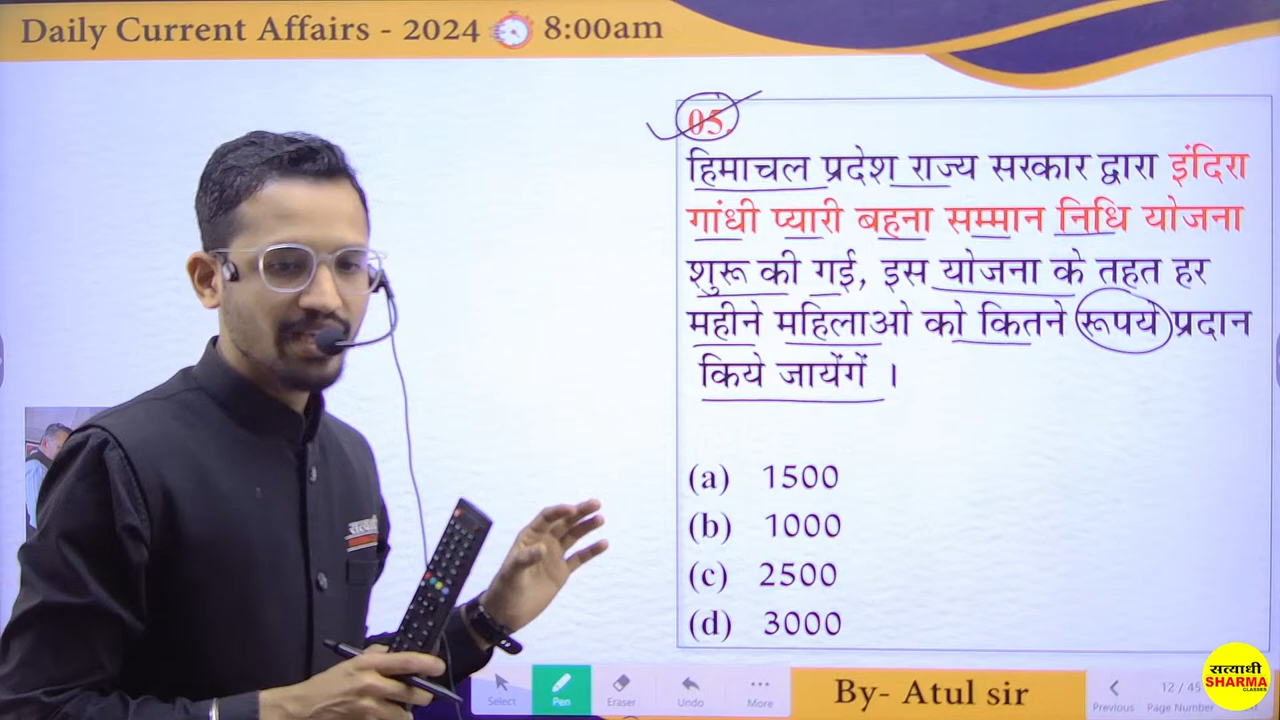 Daily Current Affairs - 2024 8:00am
05.
हिमाचल प्रदेश राज्य सरकार द्वारा इंदिरा
गांधी प्यारी बहना सम्मान निधि योजना
शुरू की गई, इस योजना के तहत हर
महीने महिलाओ को कितने रूपये प्रदान
किये जायेंगें ।
(a) 1500
(b) 1000
(c) 2500
(d) 3000
सत्याधी
Select
Pen
Eraser
Undo
More
By- Atul sir
Previous
12 / 45
Page Number
सत्याधी
SHARMA
CLASSES